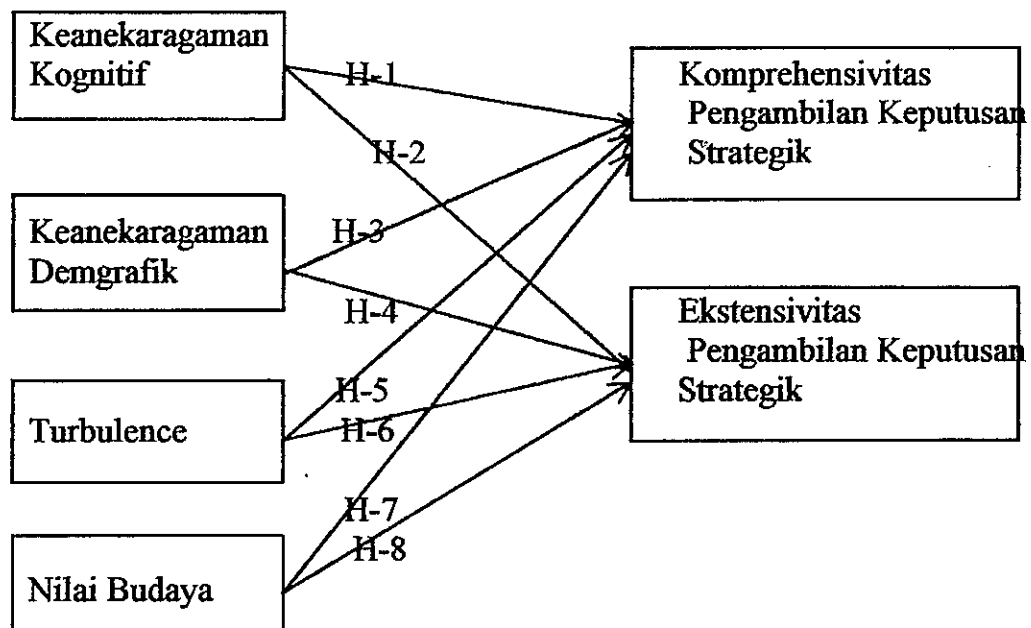 Keanekaragaman
Kognitif
H-1
H-2
Komprehensivitas
Pengambilan Keputusan
Strategik
Keanekaragaman
Demgrafik
H-3
H-4
Ekstensivitas
Pengambilan Keputusan
Strategik
Turbulence
H-5
H-6
Nilai Budaya
H-7
H-8